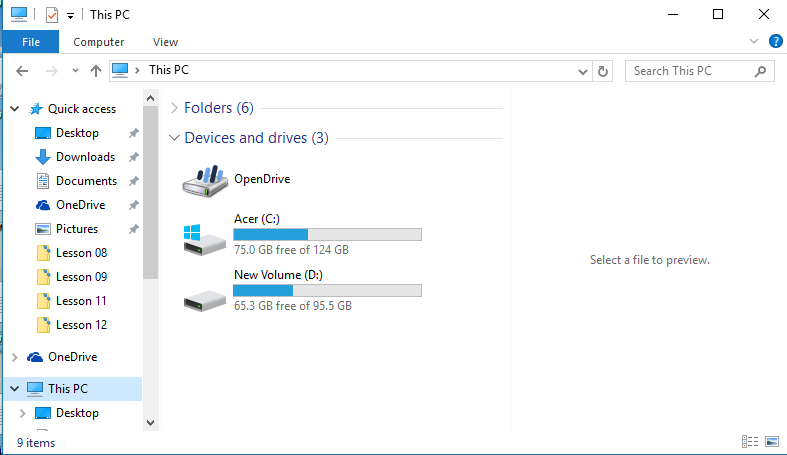 This PC
File
Computer
View
This PC
Search This PC
Quick access
Desktop
Downloads
Documents
OneDrive
Pictures
Lesson 08
Lesson 09
Lesson 11
Lesson 12
OneDrive
This PC
Desktop
Folders (6)
Devices and drives (3)
OpenDrive
Acer (C:)
75.0 GB free of 124 GB
New Volume (D:)
65.3 GB free of 95.5 GB
Select a file to preview.
9 items